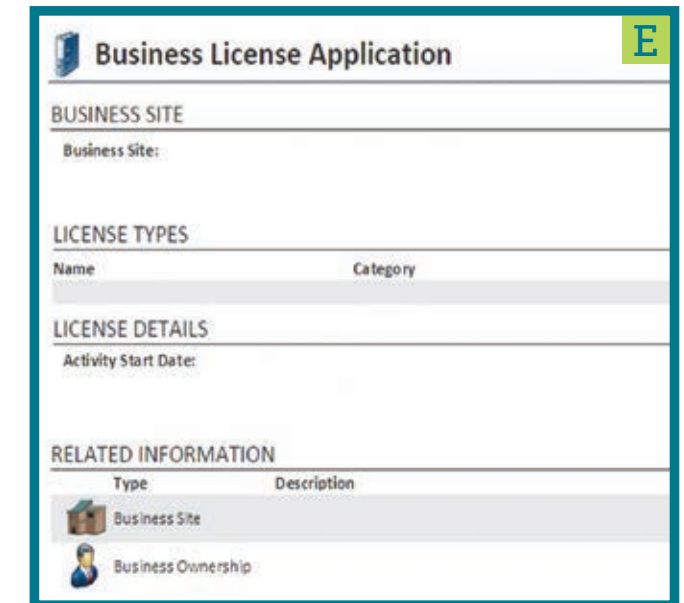 Business License Application
E
BUSINESS SITE
Business Site:
LICENSE TYPES
Name Category
LICENSE DETAILS
Activity Start Date:
RELATED INFORMATION
Type Description
Business Site
Business Ownership